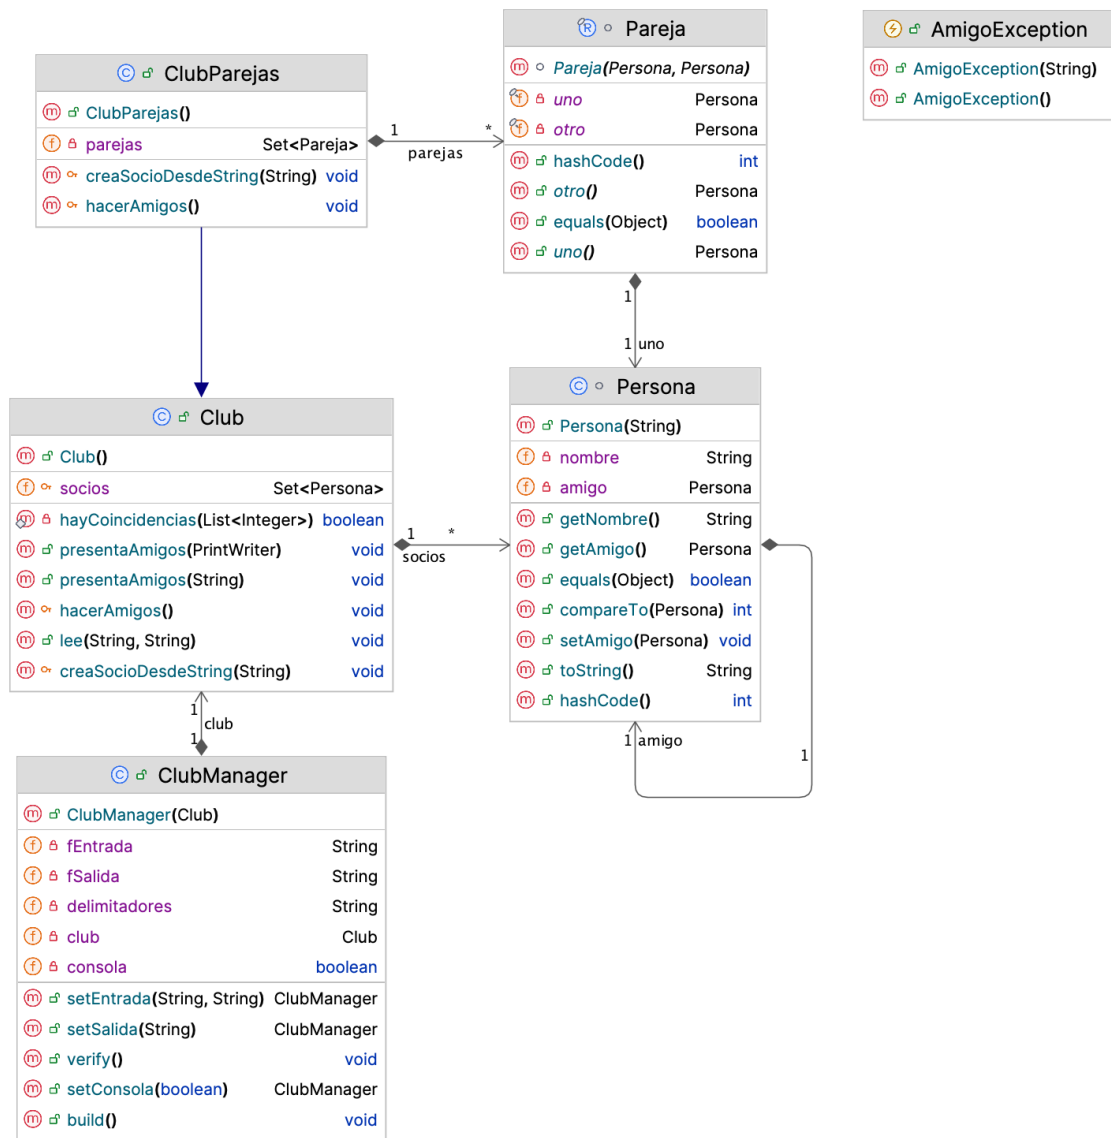 ClubParejas
ClubParejas()
parejas Set<Pareja>
creaSocioDesdeString(String) void
hacerAmigos() void
1 *
parejas
Pareja
Pareja(Persona, Persona)
uno Persona
otro Persona
hashCode() int
otro() Persona
equals(Object) boolean
uno() Persona
AmigoException
AmigoException(String)
AmigoException()
1
1 uno
Club
Club()
socios Set<Persona>
hayCoincidencias(List<Integer>) boolean
presentaAmigos(PrintWriter) void
presentaAmigos(String) void
hacerAmigos() void
lee(String, String) void
creaSocioDesdeString(String) void
1 *
socios
Persona
Persona(String)
nombre String
amigo Persona
getNombre() String
getAmigo() Persona
equals(Object) boolean
compareTo(Persona) int
setAmigo(Persona) void
toString() String
hashCode() int
1 amigo
1
1
club
1
ClubManager
ClubManager(Club)
fEntrada String
fSalida String
delimitadores String
club Club
consola boolean
setEntrada(String, String) ClubManager
setSalida(String) ClubManager
verify() void
setConsola(boolean) ClubManager
build() void